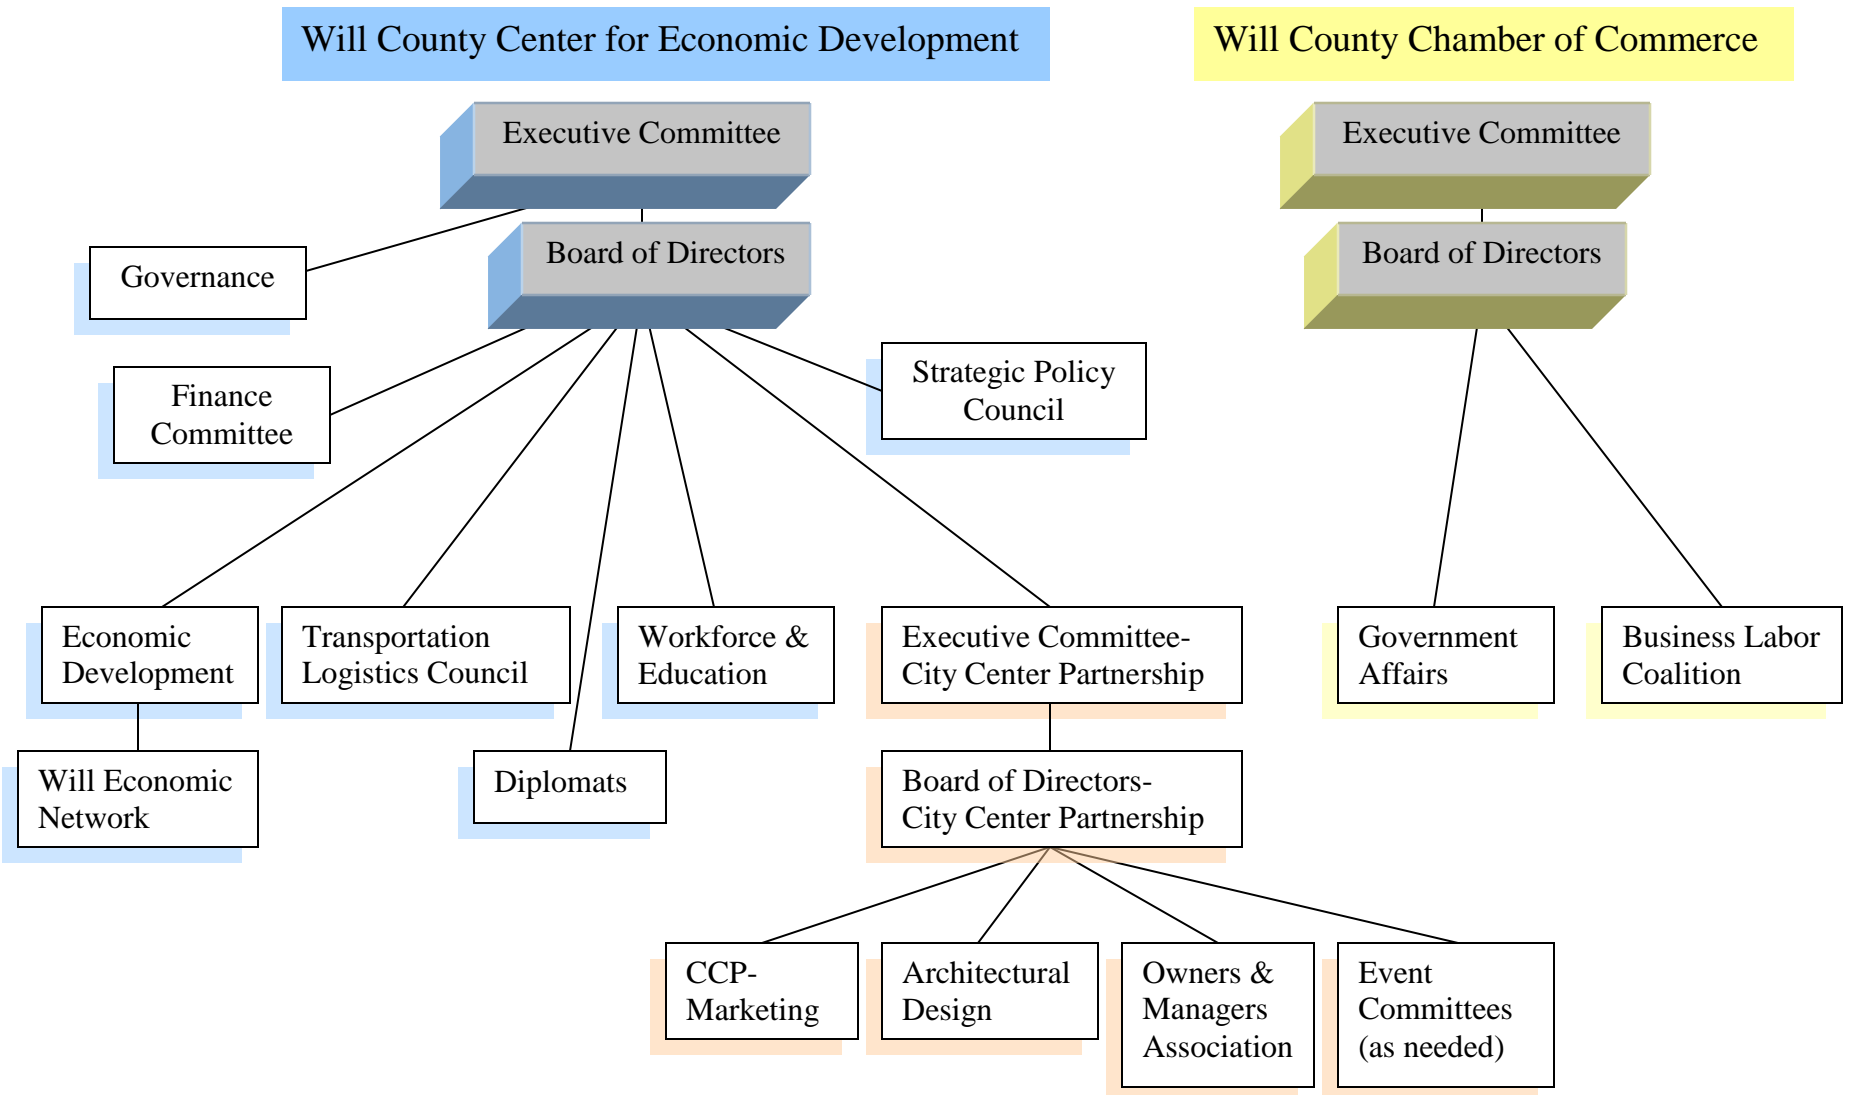 Will County Center for Economic Development
Will County Chamber of Commerce
Executive Committee
Executive Committee
Board of Directors
Board of Directors
Governance
Strategic Policy
Council
Finance
Committee
Economic
Development
Transportation
Logistics Council
Workforce &
Education
Executive Committee-
City Center Partnership
Government
Affairs
Business Labor
Coalition
Will Economic
Network
Diplomats
Board of Directors-
City Center Partnership
CCP-
Marketing
Architectural
Design
Owners &
Managers
Association
Event
Committees
(as needed)